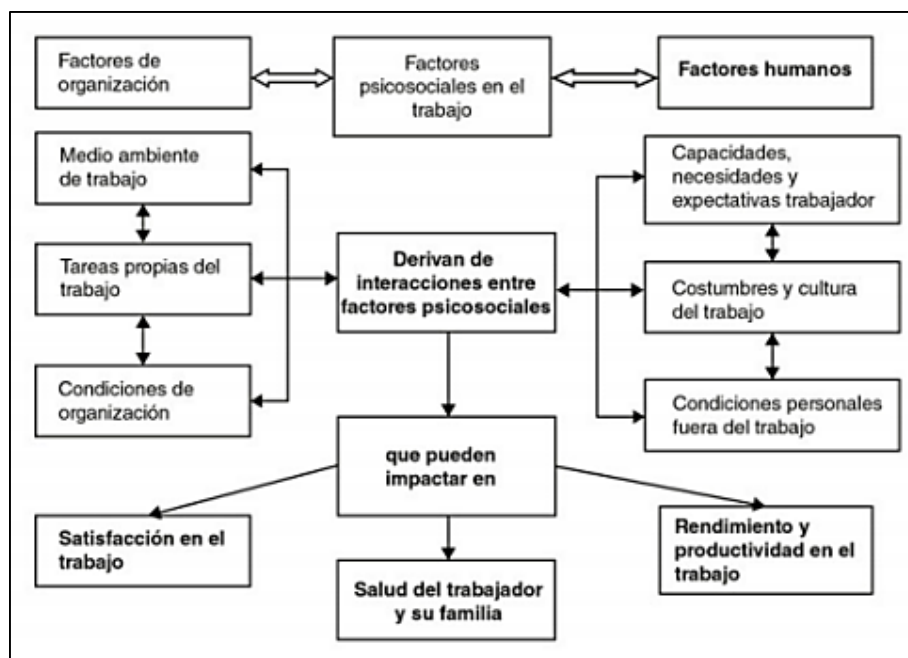 Factores de
organización
Factores
psicosociales en el
trabajo
Factores humanos
Medio ambiente
de trabajo
Tareas propias del
trabajo
Condiciones de
organización
Derivan de
interacciones entre
factores psicosociales
Capacidades,
necesidades y
expectativas trabajador
Costumbres y cultura
del trabajo
Condiciones personales
fuera del trabajo
que pueden
impactar en
Satisfacción en el
trabajo
Salud del trabajador
y su familia
Rendimiento y
productividad en el
trabajo